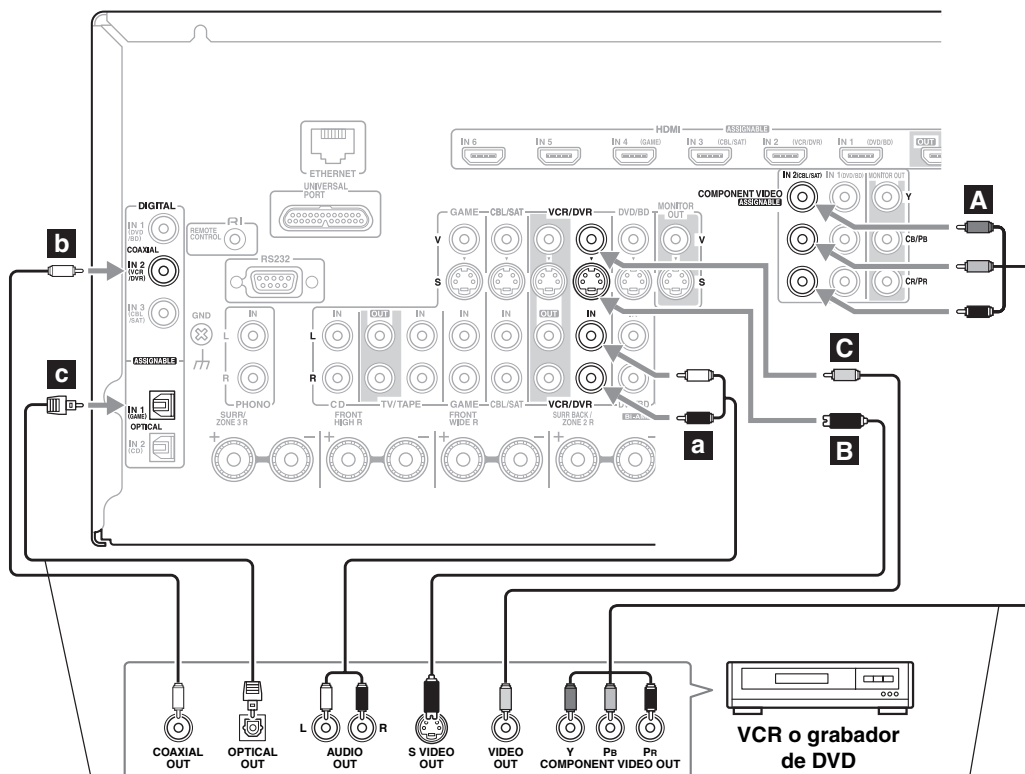 HDMI ASSIGNABLE
IN 6
IN 5
IN 4 (GAME)
IN 3 (CBL/SAT)
IN 2 (VCR/DVR)
IN 1 (DVD/BD)
OUT
ETHERNET
UNIVERSAL
PORT
COMPONENT VIDEO
ASSIGNABLE
IN 2(CBL/SAT)
IN 1(DVD/BD)
MONITOR OUT
Y
CB/PB
CR/PR
A
DIGITAL
IN 1
(DVD
/BD)
COAXIAL
IN 2
(VCR
/DVR)
IN 3
(CBL
/SAT)
ASSIGNABLE
IN 1
(GAME)
OPTICAL
IN 2
(CD)
b
c
RI
REMOTE
CONTROL
RS232
GND
GAME
CBL/SAT
VCR/DVR
DVD/BD
MONITOR
OUT
V
V
S
S
IN
IN
OUT
IN
IN
IN
OUT
IN
L
L
R
R
PHONO
CD
TV/TAPE
GAME
CBL/SAT
VCR/DVR
C
B
a
SURR/
ZONE 3 R
FRONT
HIGH R
FRONT
WIDE R
SURR BACK/
ZONE 2 R
COAXIAL
OUT
OPTICAL
OUT
L
R
AUDIO
OUT
S VIDEO
OUT
VIDEO
OUT
Y PB PR
COMPONENT VIDEO OUT
VCR o grabador
de DVD